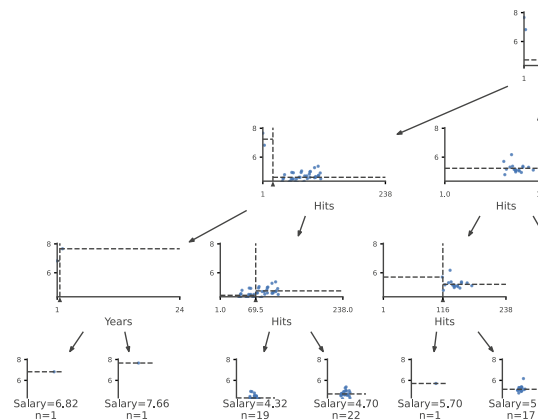 8
6
1
8
6
1
238
Hits
8
6
1.0
8
6
1
24
Years
8
6
1.0
69.5
238.0
Hits
8
6
1
116
238
Hits
8
6
Salary=6.82
n=1
8
6
Salary=7.66
n=1
8
6
Salary=4.32
n=19
8
6
Salary=4.70
n=22
8
6
Salary=5.70
n=1
8
6
Salary=5
n=17